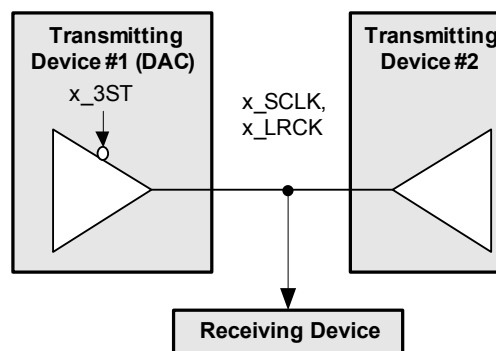 Transmitting
Device #1 (DAC)
x_3ST
x_SCLK,
x_LRCK
Transmitting
Device #2
Receiving Device